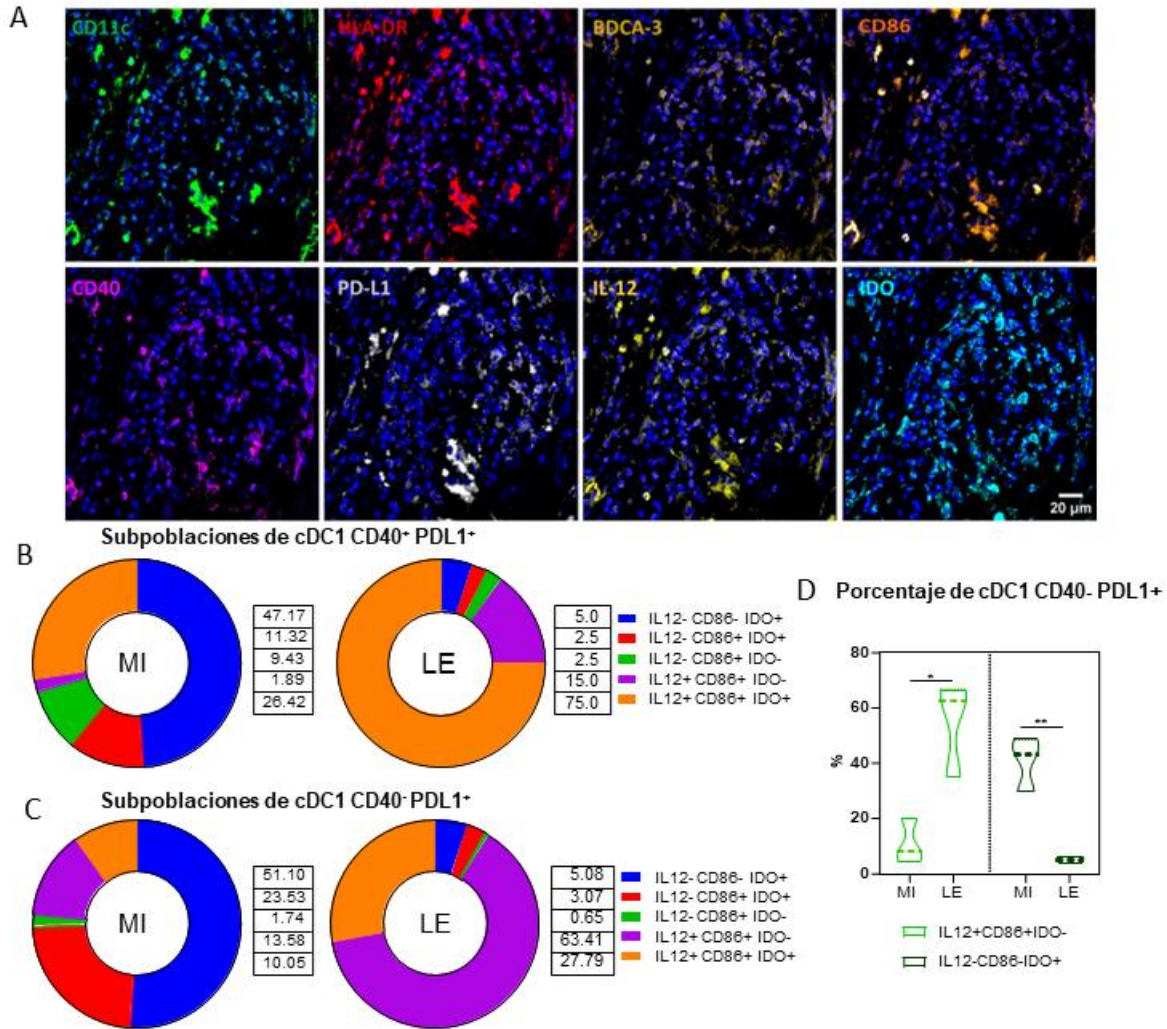 A
CD11c
HLA-DR
BDCA-3
CD86
CD40
PD-L1
IL-12
IDO
20 µm
B
Subpoblaciones de cDC1 CD40⁺ PDL1⁺
MI
47.17
11.32
9.43
1.89
26.42
LE
5.0
2.5
2.5
15.0
75.0
IL12- CD86- IDO+
IL12- CD86+ IDO+
IL12- CD86+ IDO-
IL12+ CD86+ IDO-
IL12+ CD86+ IDO+
C
Subpoblaciones de cDC1 CD40⁻ PDL1⁺
MI
51.10
23.53
1.74
13.58
10.05
LE
5.08
3.07
0.65
63.41
27.79
IL12- CD86- IDO+
IL12- CD86+ IDO+
IL12- CD86+ IDO-
IL12+ CD86+ IDO-
IL12+ CD86+ IDO+
D
Porcentaje de cDC1 CD40- PDL1+
%
80
60
40
20
0
*
**
MI
LE
MI
LE
IL12+CD86+IDO-
IL12-CD86-IDO+